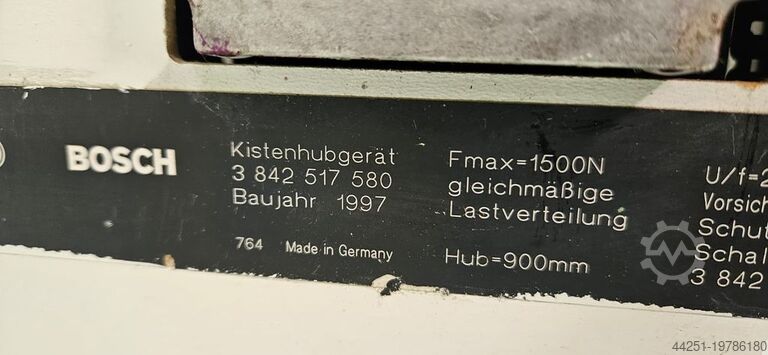 BOSCH
Kistenhubgerät
3 842 517 580
Baujahr 1997
764 Made in Germany
Fmax=1500N
gleichmäßige
Lastverteilung
Hub=900mm
U/f=2
3 842
44251-19786180